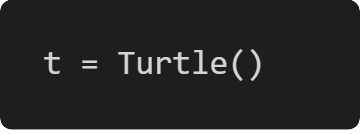 t = Turtle()